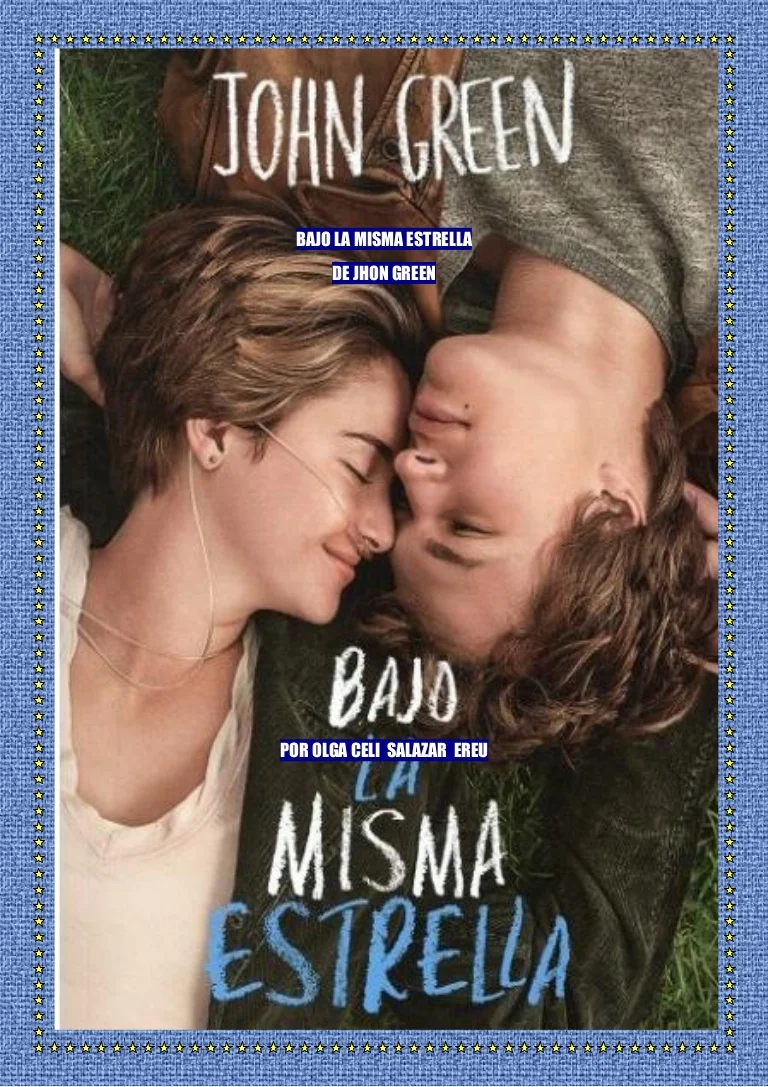 JOHN GREEN
BAJO LA MISMA ESTRELLA
DE JHON GREEN
BAJO
POR OLGA CELI SALAZAR EREU
LA
MISMA
ESTRELLA